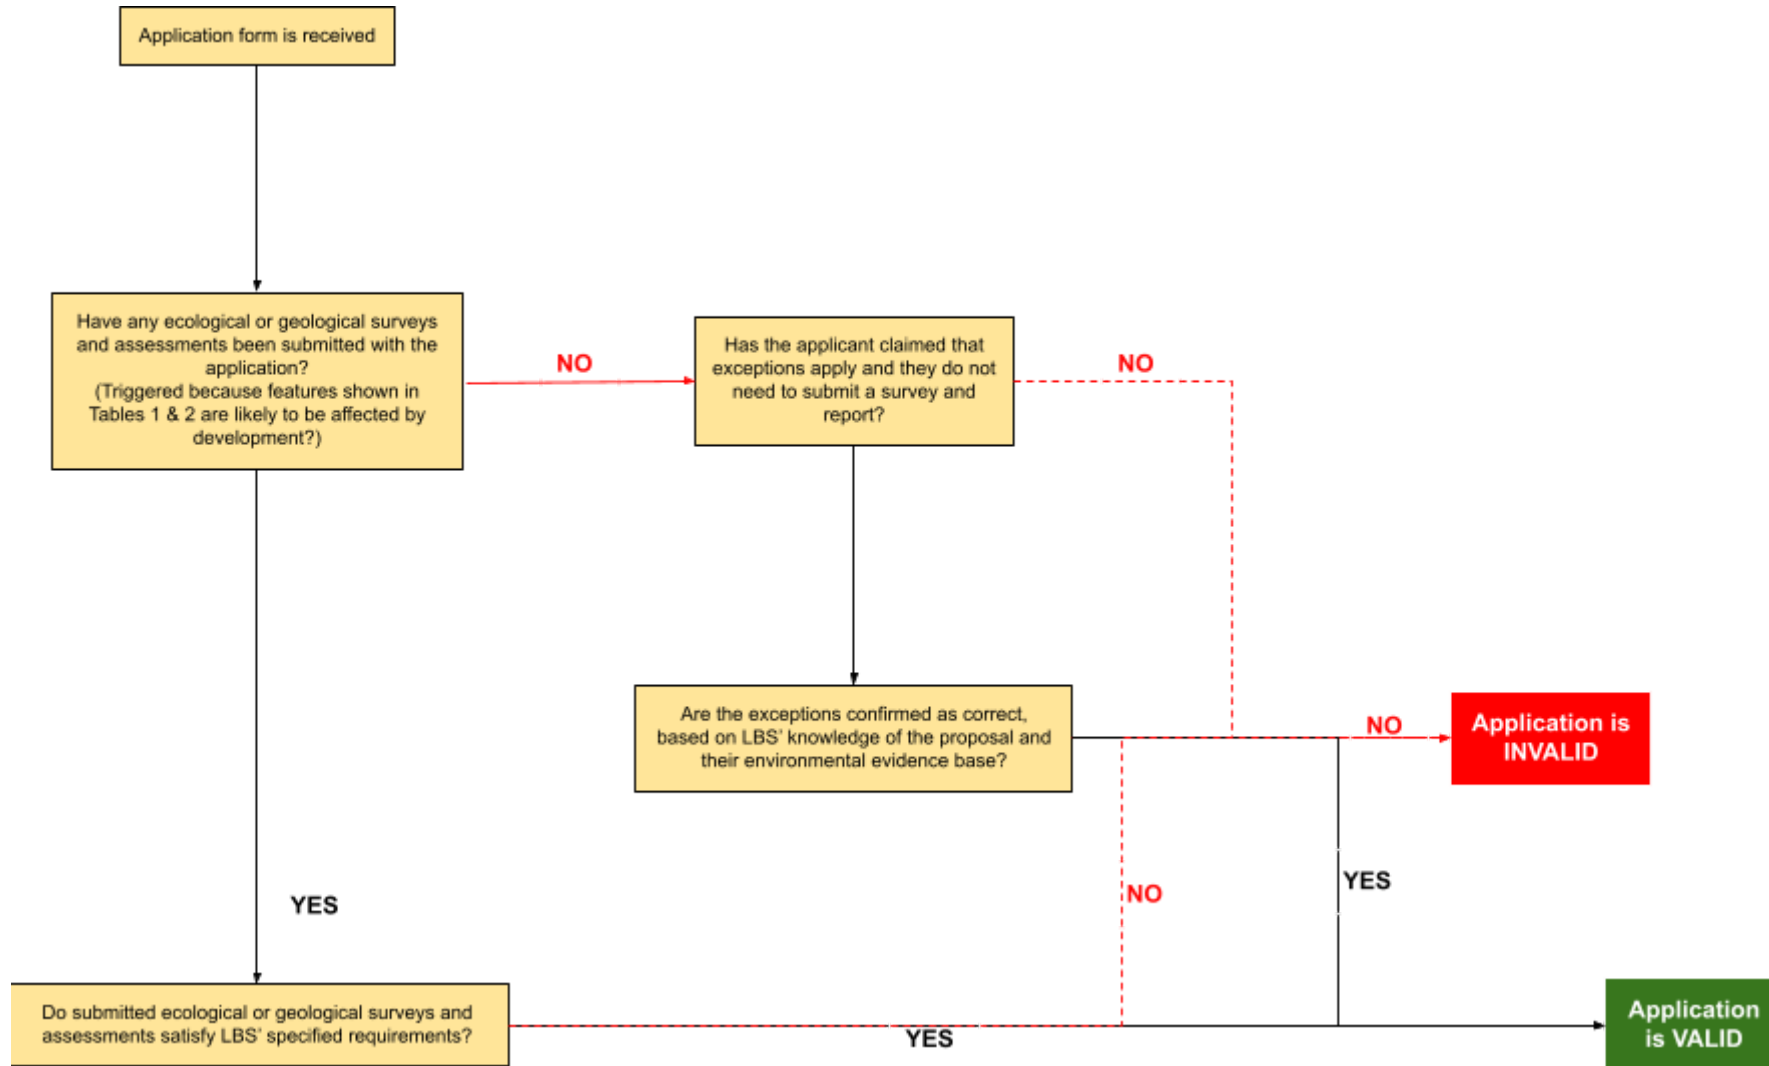 Application form is received
Have any ecological or geological surveys
and assessments been submitted with the
application?
(Triggered because features shown in
Tables 1 & 2 are likely to be affected by
development?)
NO
Has the applicant claimed that
exceptions apply and they do not
need to submit a survey and
report?
NO
Are the exceptions confirmed as correct,
based on LBS’ knowledge of the proposal and
their environmental evidence base?
NO
Application is
INVALID
YES
NO
YES
Do submitted ecological or geological surveys and
assessments satisfy LBS’ specified requirements?
YES
Application
is VALID